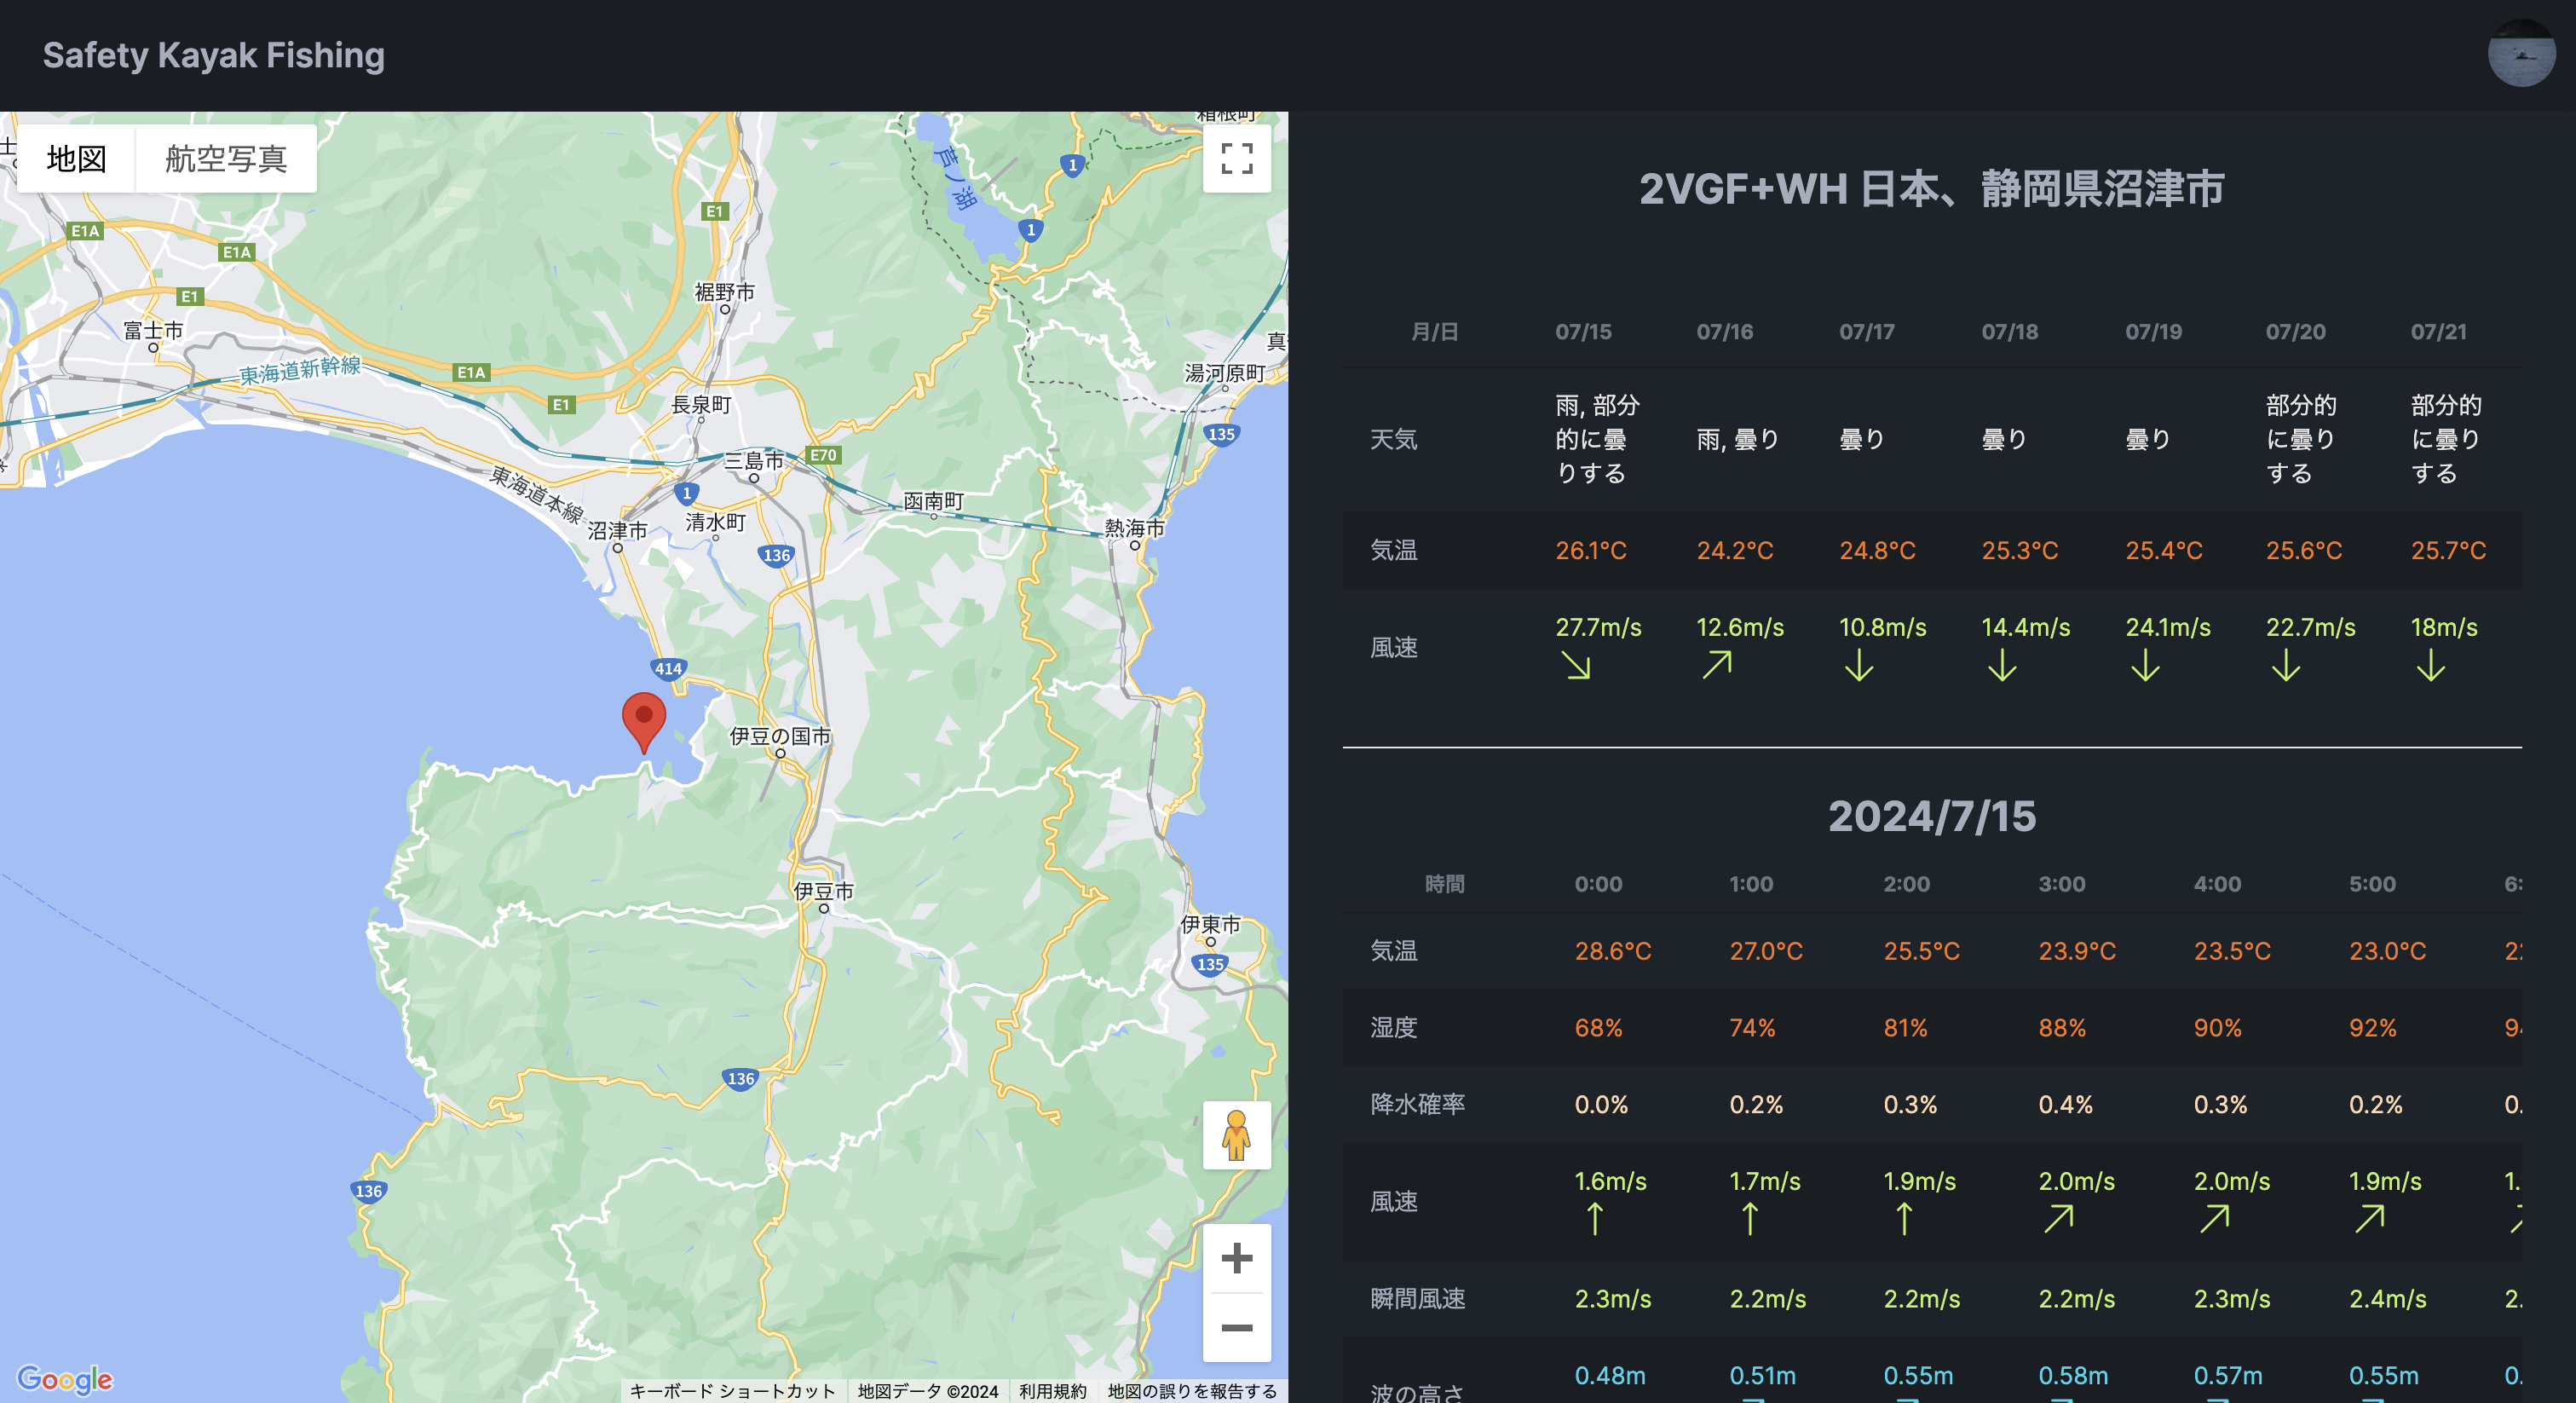 Safety Kayak Fishing
地図 航空写真
箱根町
芦ノ湖
1
1
E1
E1A
E1A
E1
裾野市
富士市
東海道新幹線
E1A
湯河原町
E1
長泉町
135
三島市
E70
東海道本線
1
函南町
沼津市
清水町
熱海市
136
414
伊豆の国市
伊豆市
伊東市
135
136
136
Google
キーボード ショートカット 地図データ ©2024 利用規約 地図の誤りを報告する
2VGF+WH 日本、静岡県沼津市
月/日 07/15 07/16 07/17 07/18 07/19 07/20 07/21
天気 雨, 部分的に曇りする 雨, 曇り 曇り 曇り 曇り 部分的に曇りする 部分的に曇りする
気温 26.1°C 24.2°C 24.8°C 25.3°C 25.4°C 25.6°C 25.7°C
風速 27.7m/s 12.6m/s 10.8m/s 14.4m/s 24.1m/s 22.7m/s 18m/s
2024/7/15
時間 0:00 1:00 2:00 3:00 4:00 5:00 6:
気温 28.6°C 27.0°C 25.5°C 23.9°C 23.5°C 23.0°C
湿度 68% 74% 81% 88% 90% 92%
降水確率 0.0% 0.2% 0.3% 0.4% 0.3% 0.2% 0.
風速 1.6m/s 1.7m/s 1.9m/s 2.0m/s 2.0m/s 1.9m/s 1.
瞬間風速 2.3m/s 2.2m/s 2.2m/s 2.2m/s 2.3m/s 2.4m/s 2.
波の高さ 0.48m 0.51m 0.55m 0.58m 0.57m 0.55m 0.